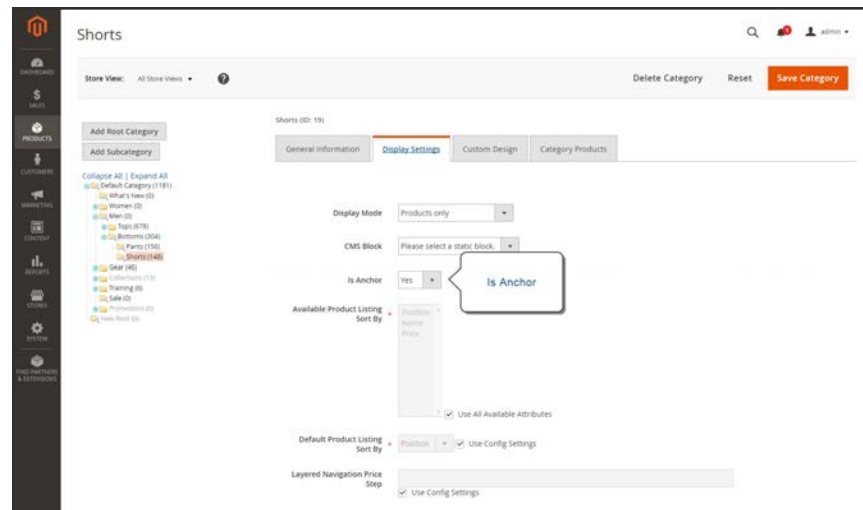 Shorts
admin
DASHBOARD
SALES
PRODUCTS
CUSTOMERS
MARKETING
CONTENT
REPORTS
STORES
SYSTEM
FIND PARTNERS
& EXTENSIONS
Store View: All Store Views
Delete Category Reset Save Category
Add Root Category
Add Subcategory
Collapse All | Expand All
Default Category (1181)
What's New (0)
Women (0)
Men (0)
Tops (678)
Bottoms (304)
Pants (156)
Shorts (148)
Gear (46)
Collections (13)
Training (6)
Sale (0)
Promotions (0)
New Root (0)
Shorts (ID: 19)
General Information Display Settings Custom Design Category Products
Display Mode Products only
CMS Block Please select a static block.
Is Anchor Yes
Is Anchor
Available Product Listing
Sort By *
Position
Name
Price
Use All Available Attributes
Default Product Listing
Sort By * Position Use Config Settings
Layered Navigation Price
Step
Use Config Settings